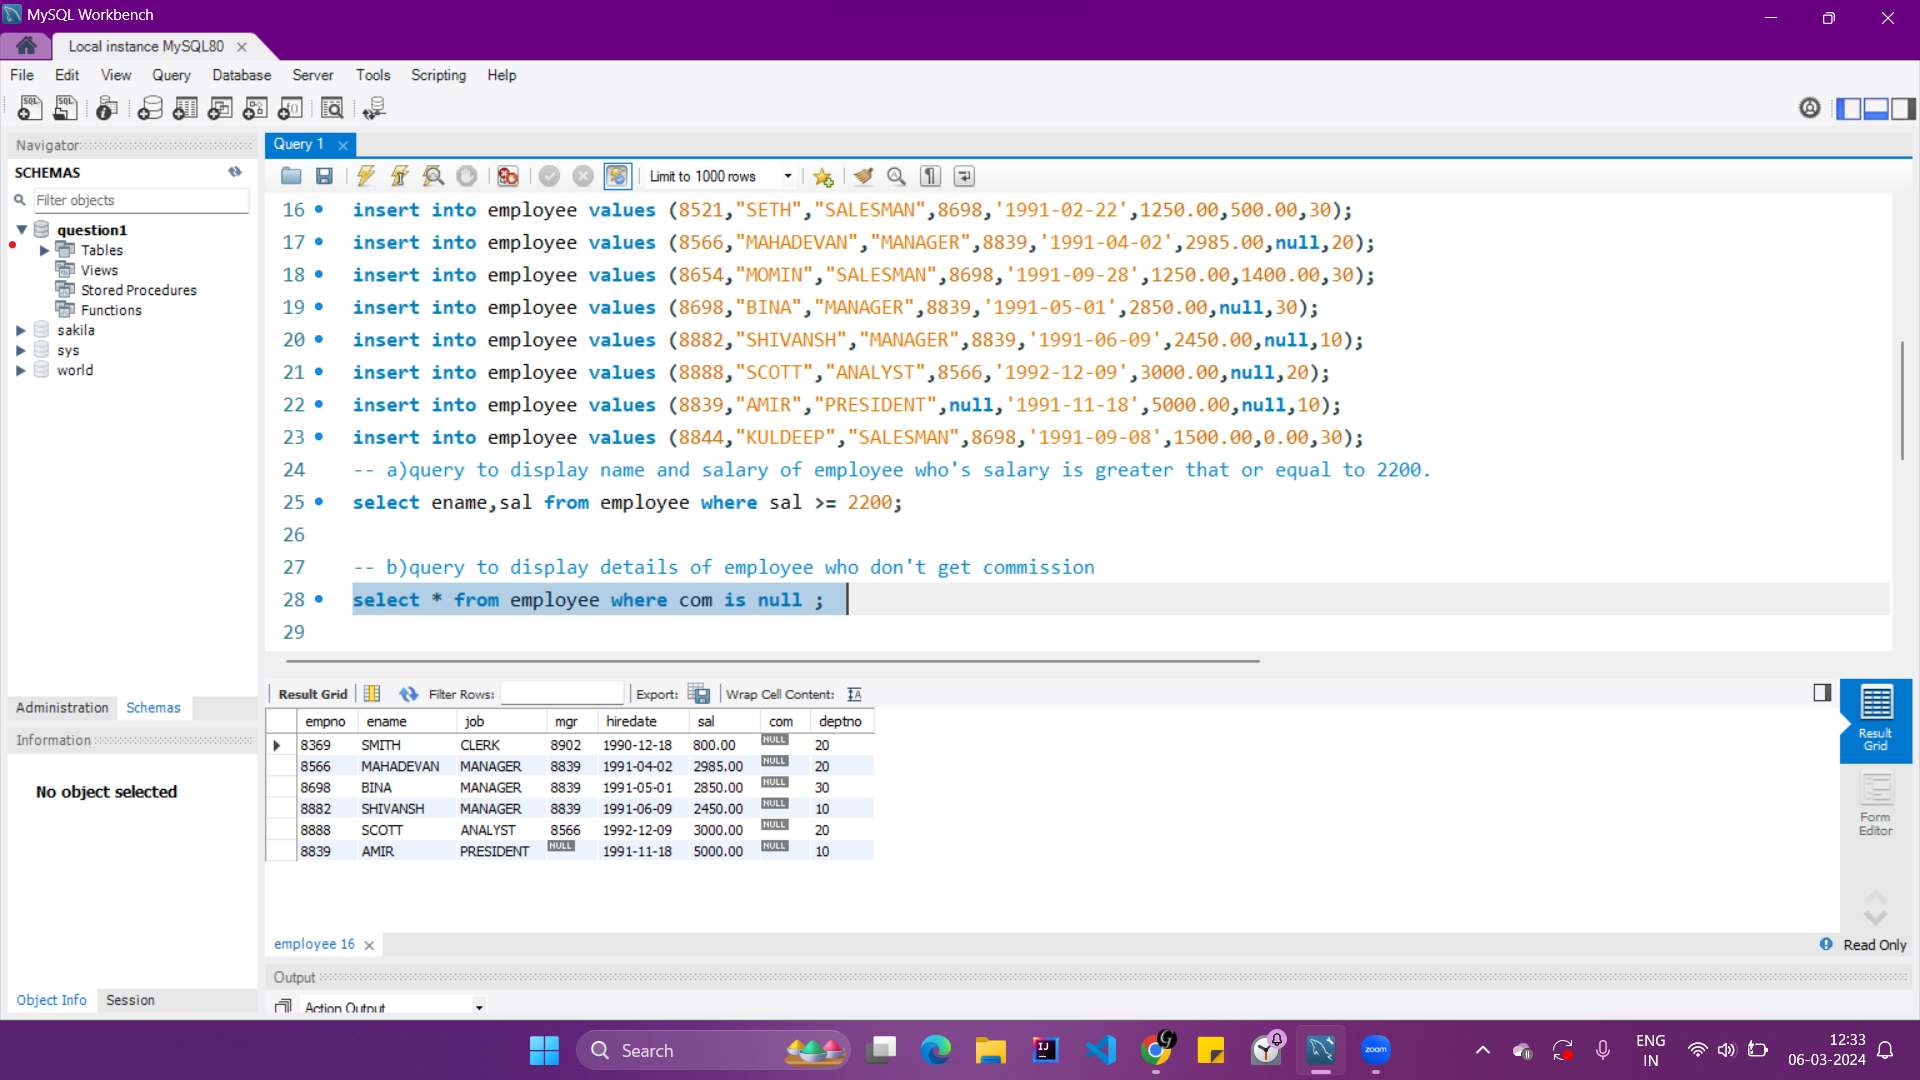 MySQL Workbench
Local instance MySQL80
File Edit View Query Database Server Tools Scripting Help
Navigator
SCHEMAS
Filter objects
question1
Tables
Views
Stored Procedures
Functions
sakila
sys
world
Administration Schemas
Information
No object selected
Object Info Session
Query 1
Limit to 1000 rows
16 insert into employee values (8521,"SETH","SALESMAN",8698,'1991-02-22',1250.00,500.00,30);
17 insert into employee values (8566,"MAHADEVAN","MANAGER",8839,'1991-04-02',2985.00,null,20);
18 insert into employee values (8654,"MOMIN","SALESMAN",8698,'1991-09-28',1250.00,1400.00,30);
19 insert into employee values (8698,"BINA","MANAGER",8839,'1991-05-01',2850.00,null,30);
20 insert into employee values (8882,"SHIVANSH","MANAGER",8839,'1991-06-09',2450.00,null,10);
21 insert into employee values (8888,"SCOTT","ANALYST",8566,'1992-12-09',3000.00,null,20);
22 insert into employee values (8839,"AMIR","PRESIDENT",null,'1991-11-18',5000.00,null,10);
23 insert into employee values (8844,"KULDEEP","SALESMAN",8698,'1991-09-08',1500.00,0.00,30);
24 -- a)query to display name and salary of employee who's salary is greater that or equal to 2200.
25 select ename,sal from employee where sal >= 2200;
26
27 -- b)query to display details of employee who don't get commission
28 select * from employee where com is null ;
29
Result Grid Filter Rows: Export: Wrap Cell Content:
empno ename job mgr hiredate sal com deptno
8369 SMITH CLERK 8902 1990-12-18 800.00 NULL 20
8566 MAHADEVAN MANAGER 8839 1991-04-02 2985.00 NULL 20
8698 BINA MANAGER 8839 1991-05-01 2850.00 NULL 30
8882 SHIVANSH MANAGER 8839 1991-06-09 2450.00 NULL 10
8888 SCOTT ANALYST 8566 1992-12-09 3000.00 NULL 20
8839 AMIR PRESIDENT NULL 1991-11-18 5000.00 NULL 10
Result
Grid
Form
Editor
employee 16
Read Only
Output
Action Output
Search
zoom
ENG
IN
12:33
06-03-2024